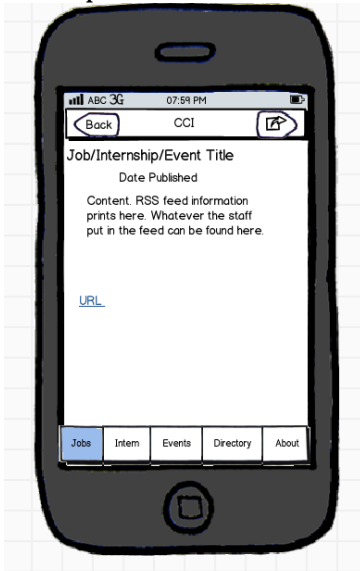 ABC 3G 07:59 PM
Back CCI
Job/Internship/Event Title
Date Published
Content. RSS feed information
prints here. Whatever the staff
put in the feed can be found here.
URL
Jobs Intern Events Directory About